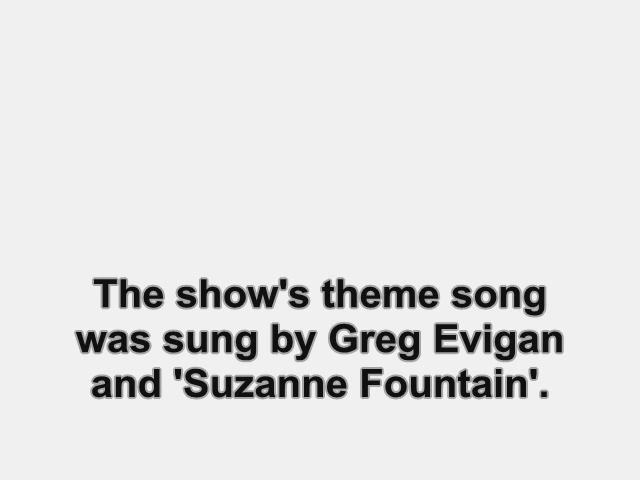 The show's theme song
was sung by Greg Evigan
and 'Suzanne Fountain'.